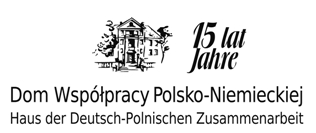 15 lat
Jahre
Dom Współpracy Polsko-Niemieckiej
Haus der Deutsch-Polnischen Zusammenarbeit